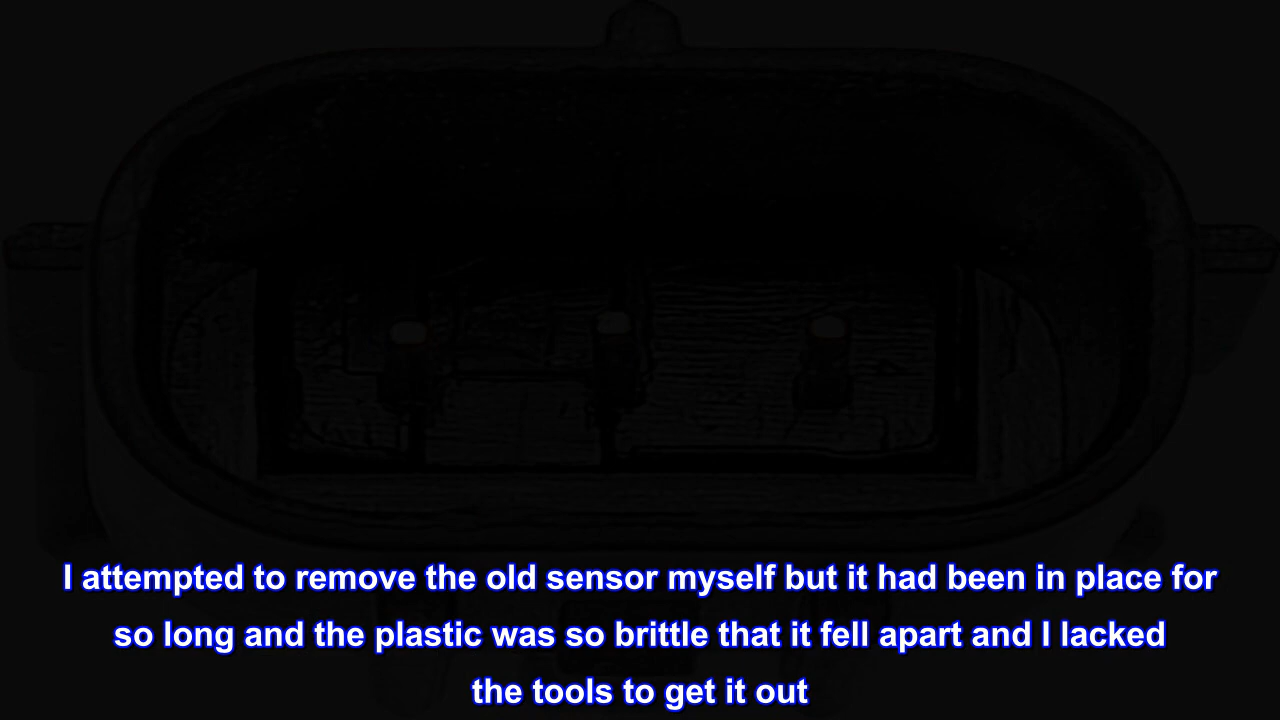 I attempted to remove the old sensor myself but it had been in place for
so long and the plastic was so brittle that it fell apart and I lacked
the tools to get it out